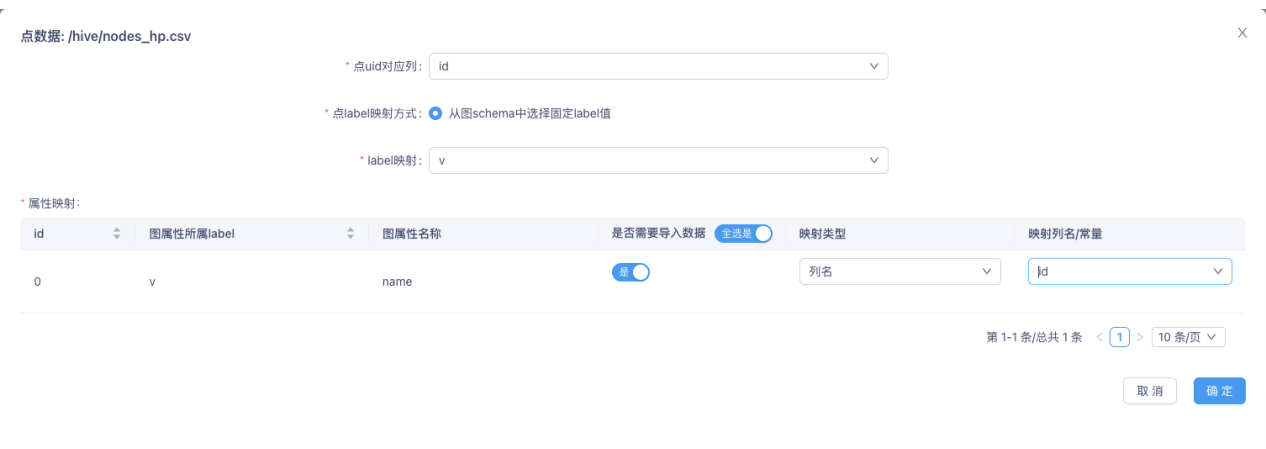 点数据: /hive/nodes_hp.csv
* 点uid对应列: id
* 点label映射方式: 从图schema中选择固定label值
* label映射: v
* 属性映射:
id 图属性所属label 图属性名称 是否需要导入数据 全选是 映射类型 映射列名/常量
0 v name 是 列名 id
第 1-1 条/总共 1 条 < 1 > 10 条/页
取 消 确 定